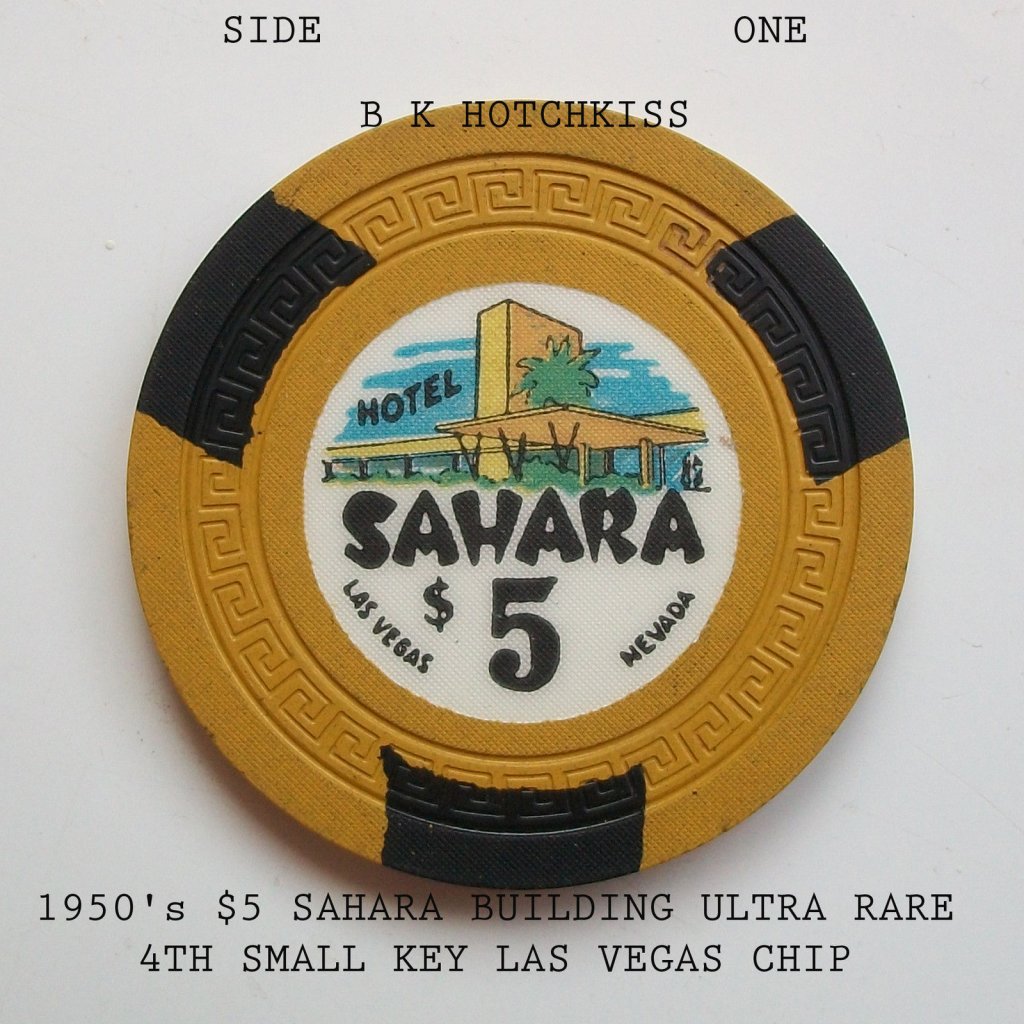 SIDE ONE
B K HOTCHKISS
HOTEL
SAHARA
$5
LAS VEGAS
NEVADA
1950's $5 SAHARA BUILDING ULTRA RARE
4TH SMALL KEY LAS VEGAS CHIP